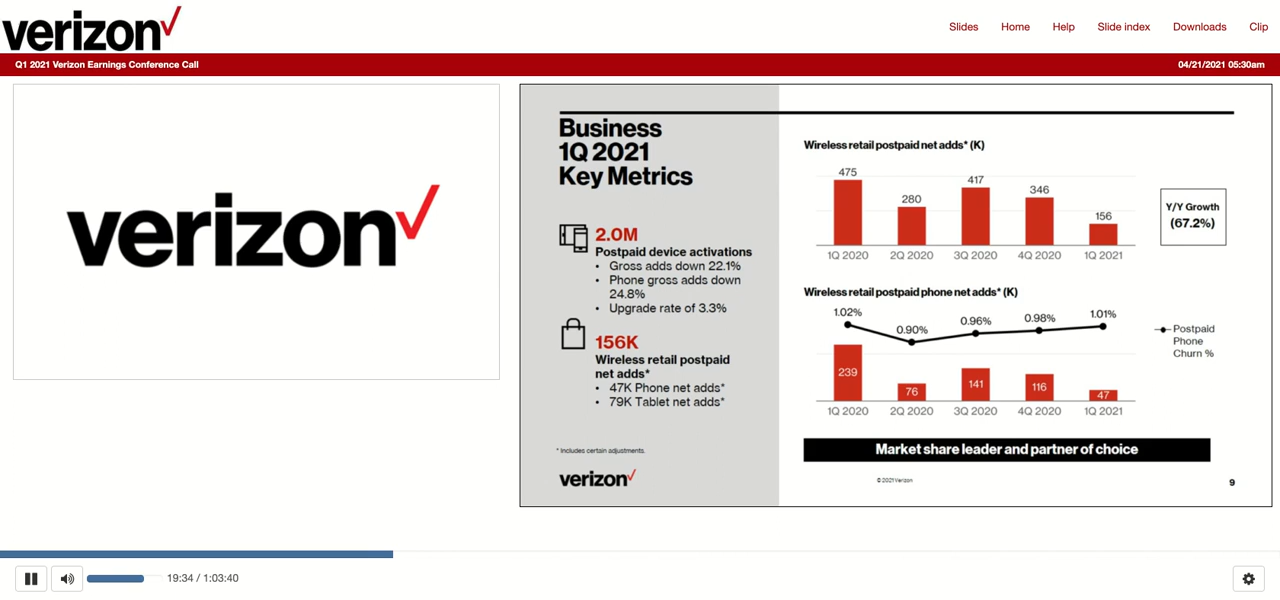 verizon
Slides Home Help Slide index Downloads Clip
Q1 2021 Verizon Earnings Conference Call 04/21/2021 05:30am
verizon
Business
1Q 2021
Key Metrics
2.0M
Postpaid device activations
• Gross adds down 22.1%
• Phone gross adds down
24.8%
• Upgrade rate of 3.3%
156K
Wireless retail postpaid
net adds*
• 47K Phone net adds*
• 79K Tablet net adds*
* Includes certain adjustments.
verizon
Wireless retail postpaid net adds* (K)
475 280 417 346 156
1Q 2020 2Q 2020 3Q 2020 4Q 2020 1Q 2021
Y/Y Growth
(67.2%)
Wireless retail postpaid phone net adds* (K)
1.02% 0.90% 0.96% 0.98% 1.01%
Postpaid
Phone
Churn %
239 76 141 116 47
1Q 2020 2Q 2020 3Q 2020 4Q 2020 1Q 2021
Market share leader and partner of choice
© 2021 Verizon
9
19:34 / 1:03:40